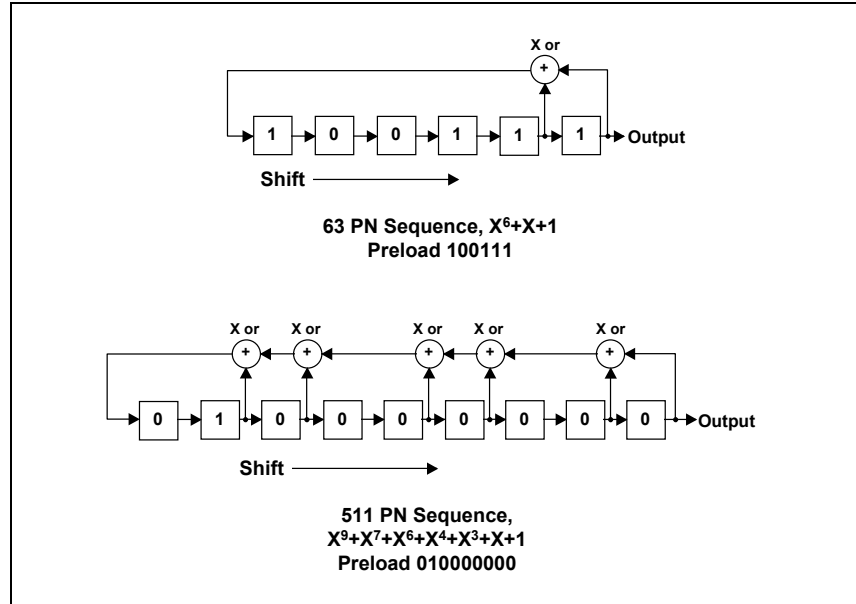 X or
+
1 0 0 1 1 1 Output
Shift
63 PN Sequence, X⁶+X+1
Preload 100111
X or X or X or X or X or
+ + + + +
0 1 0 0 0 0 0 0 0 Output
Shift
511 PN Sequence,
X⁹+X⁷+X⁶+X⁴+X³+X+1
Preload 010000000